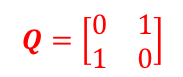 Q = [0 1
1 0]